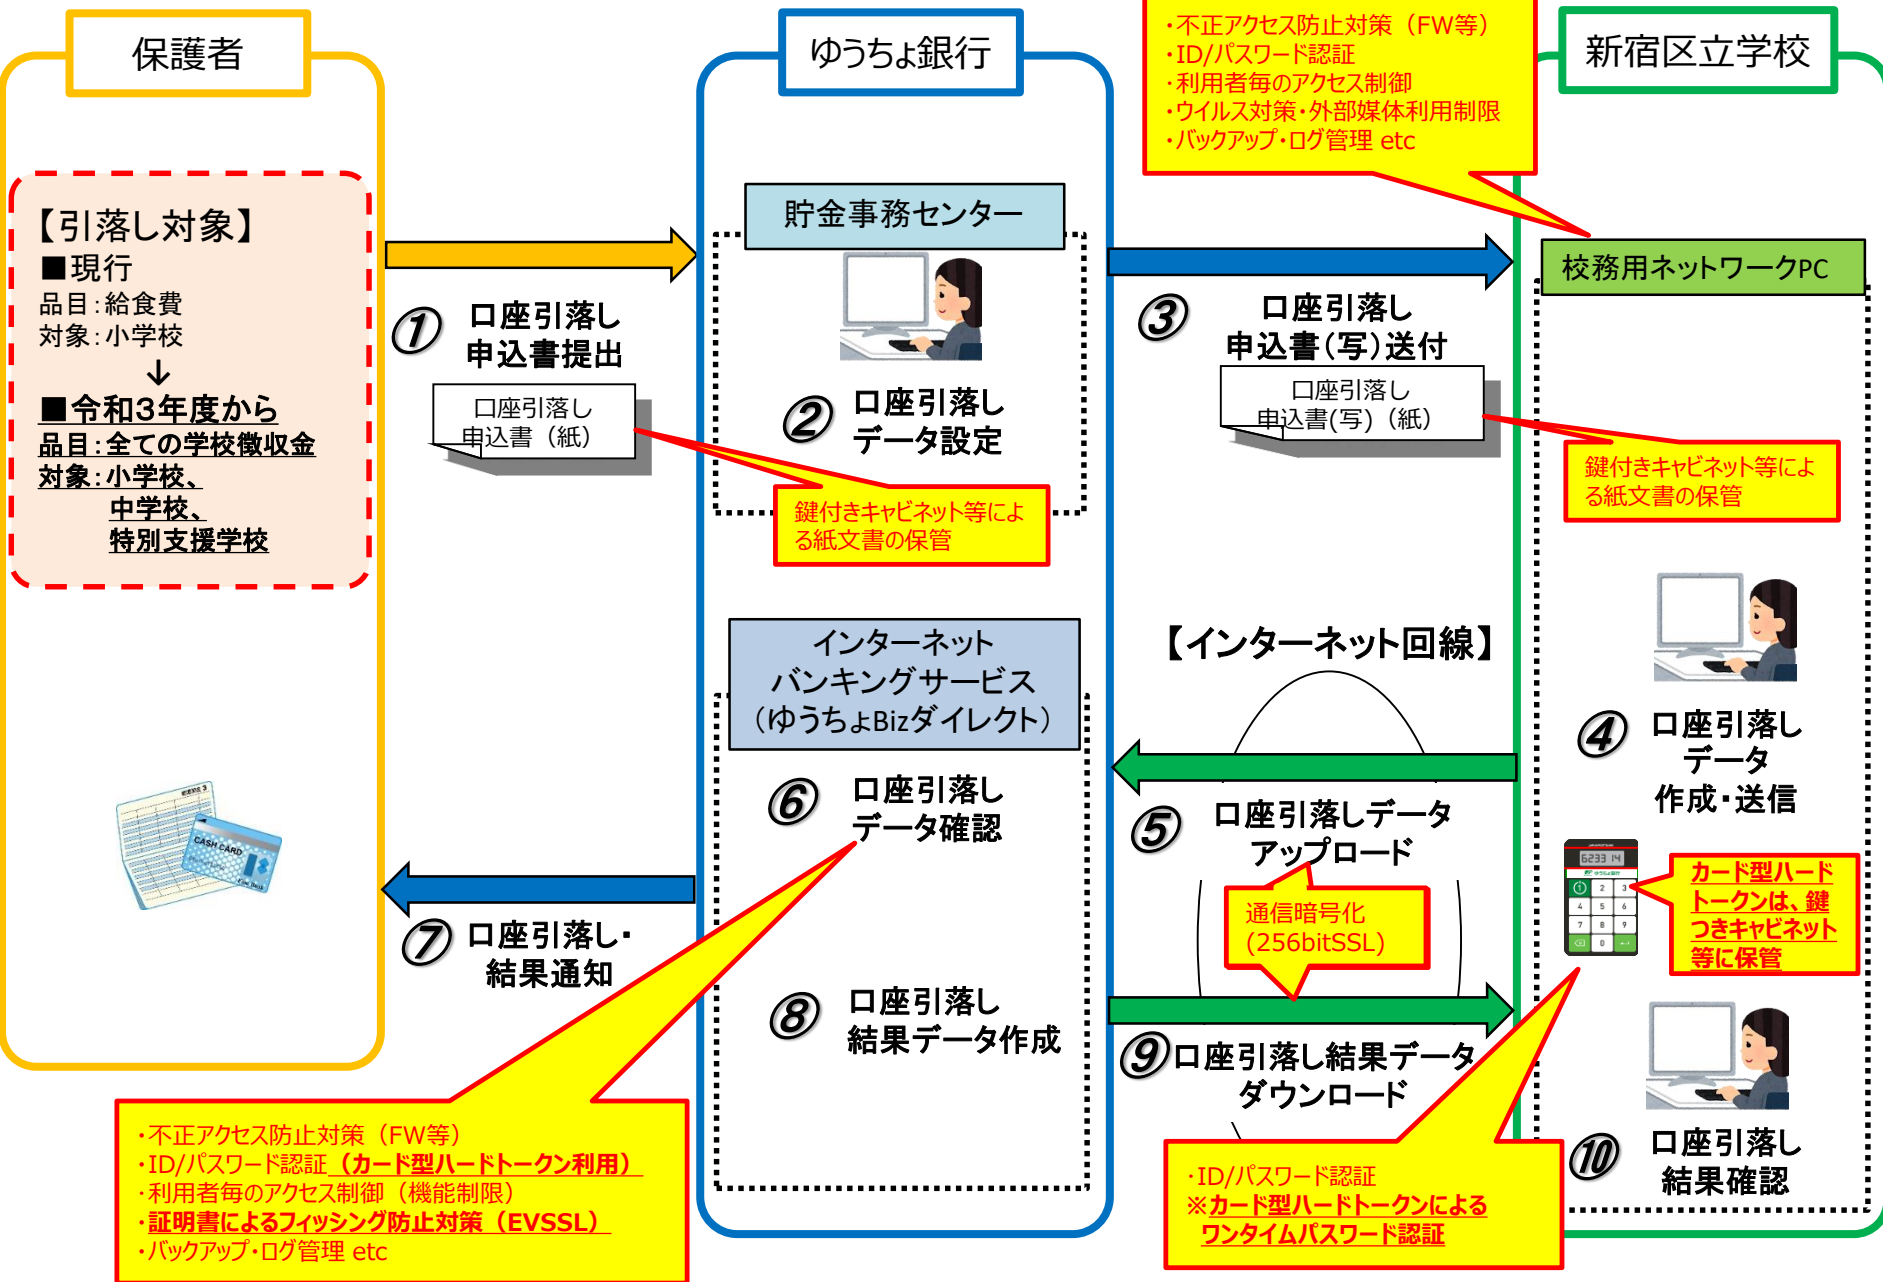 保護者
【引落し対象】
■現行
品目:給食費
対象:小学校
↓
■令和3年度から
品目:全ての学校徴収金
対象:小学校、
中学校、
特別支援学校
CASH CARD
① 口座引落し
申込書提出
口座引落し
申込書（紙）
鍵付きキャビネット等によ
る紙文書の保管
ゆうちょ銀行
貯金事務センター
② 口座引落し
データ設定
③ 口座引落し
申込書(写)送付
口座引落し
申込書(写)（紙）
鍵付きキャビネット等によ
る紙文書の保管
・不正アクセス防止対策（FW等）
・ID/パスワード認証
・利用者毎のアクセス制御
・ウイルス対策・外部媒体利用制限
・バックアップ・ログ管理 etc
新宿区立学校
校務用ネットワークPC
④ 口座引落し
データ
作成・送信
6233 14
ゆうちょ銀行
1 2 3
4 5 6
7 8 9
0
カード型ハード
トークンは、鍵
つきキャビネット
等に保管
【インターネット回線】
⑤ 口座引落しデータ
アップロード
通信暗号化
(256bitSSL)
インターネット
バンキングサービス
（ゆうちょBizダイレクト）
⑥ 口座引落し
データ確認
⑦ 口座引落し・
結果通知
⑧ 口座引落し
結果データ作成
⑨ 口座引落し結果データ
ダウンロード
⑩ 口座引落し
結果確認
・不正アクセス防止対策（FW等）
・ID/パスワード認証（カード型ハードトークン利用）
・利用者毎のアクセス制御（機能制限）
・証明書によるフィッシング防止対策（EVSSL）
・バックアップ・ログ管理 etc
・ID/パスワード認証
※カード型ハードトークンによる
ワンタイムパスワード認証